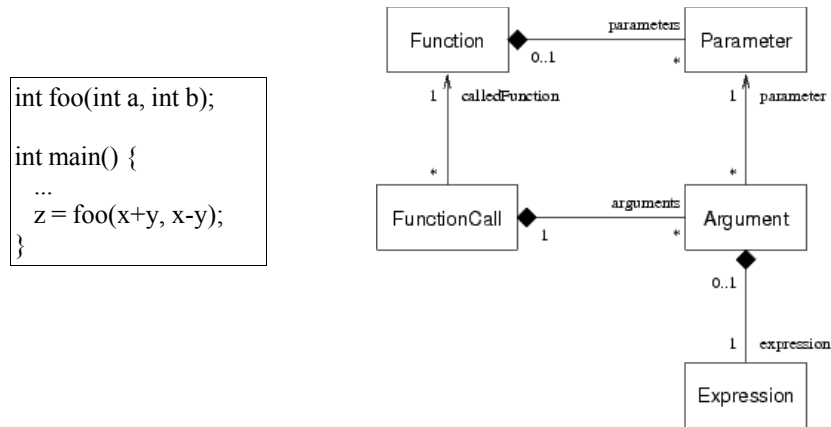 int foo(int a, int b);
int main() {
...
z = foo(x+y, x-y);
}
Function
parameters
Parameter
0..1
*
1
calledFunction
1
parameter
*
*
FunctionCall
arguments
Argument
1
*
0..1
1
expression
Expression